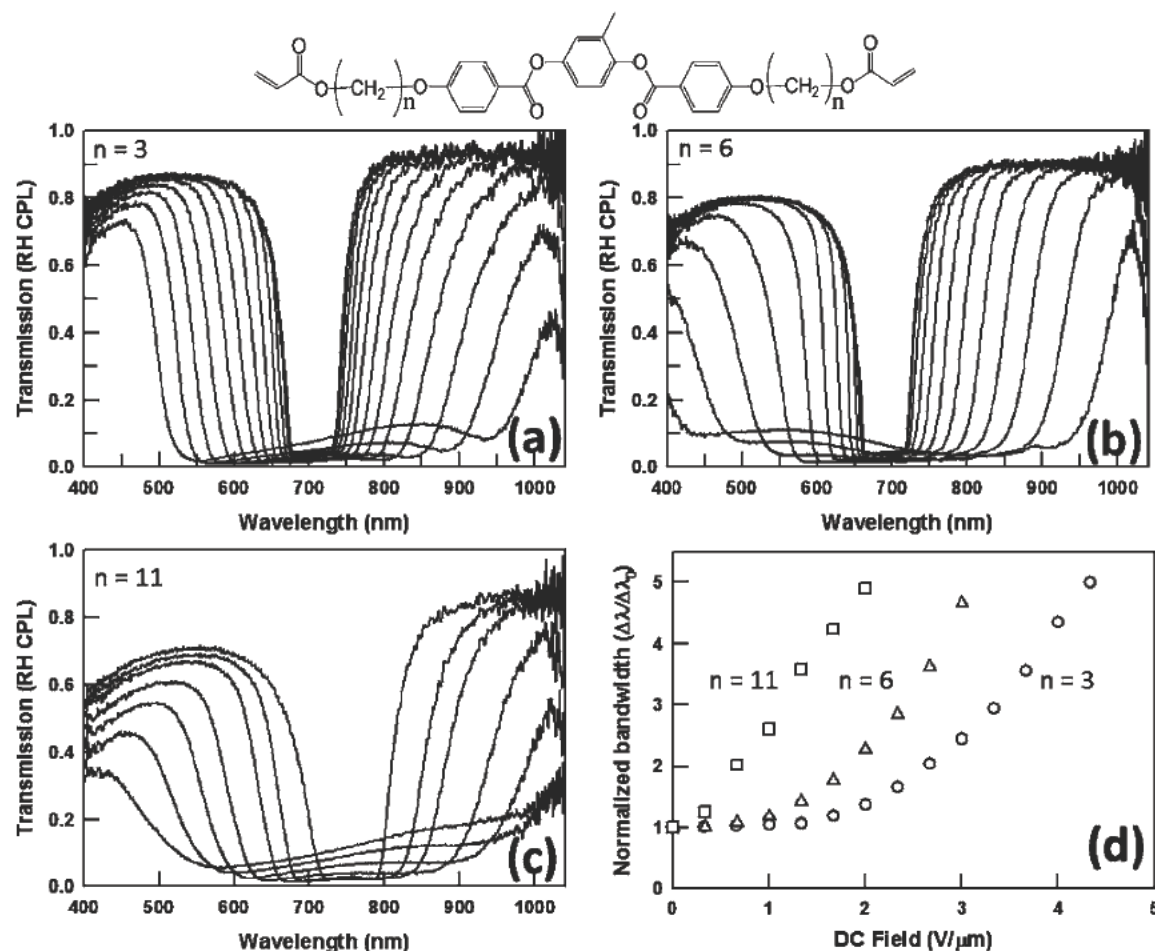 O
O
(CH₂)
n
O
O
O
O
O
O
(CH₂)
n
O
O
n = 3
1.0
0.8
0.6
0.4
0.2
0.0
Transmission (RH CPL)
400 500 600 700 800 900 1000
Wavelength (nm)
(a)
n = 6
1.0
0.8
0.6
0.4
0.2
0.0
Transmission (RH CPL)
400 500 600 700 800 900 1000
Wavelength (nm)
(b)
n = 11
1.0
0.8
0.6
0.4
0.2
0.0
Transmission (RH CPL)
400 500 600 700 800 900 1000
Wavelength (nm)
(c)
5
4
3
2
1
0
Normalized bandwidth (Δλ/Δλ₀)
n = 11 n = 6 n = 3
0 1 2 3 4 5
DC Field (V/µm)
(d)